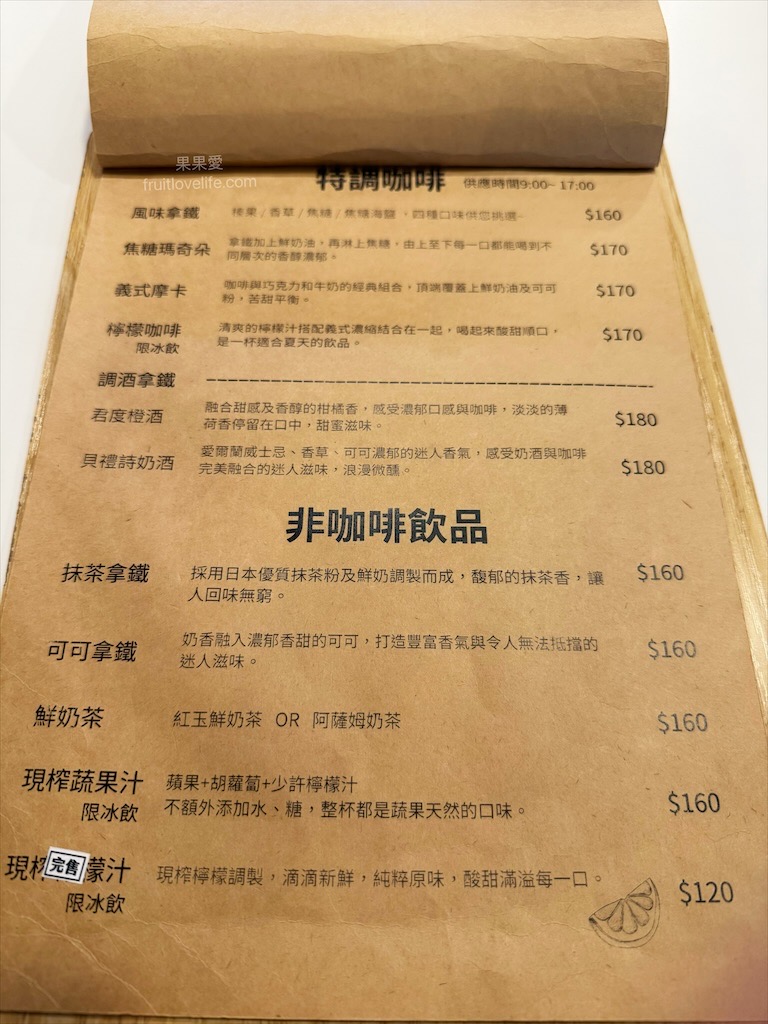 果果愛
fruitlovelife.com
特調咖啡 供應時間9:00~ 17:00
風味拿鐵 榛果/香草/焦糖/焦糖海鹽，四種口味供您挑選~ $160
焦糖瑪奇朵 拿鐵加上鮮奶油，再淋上焦糖，由上至下每一口都能喝到不 $170
同層次的香醇濃郁。
義式摩卡 咖啡與巧克力和牛奶的經典組合，頂端覆蓋上鮮奶油及可可 $170
粉，苦甜平衡。
檸檬咖啡 清爽的檸檬汁搭配義式濃縮結合在一起，喝起來酸甜順口， $170
限冰飲 是一杯適合夏天的飲品。
調酒拿鐵
君度橙酒 融合甜感及香醇的柑橘香，感受濃郁口感與咖啡，淡淡的薄 $180
荷香停留在口中，甜蜜滋味。
貝禮詩奶酒 愛爾蘭威士忌、香草、可可濃郁的迷人香氣，感受奶酒與咖啡 $180
完美融合的迷人滋味，浪漫微醺。
非咖啡飲品
抹茶拿鐵 採用日本優質抹茶粉及鮮奶調製而成，馥郁的抹茶香，讓 $160
人回味無窮。
可可拿鐵 奶香融入濃郁香甜的可可，打造豐富香氣與令人無法抵擋的 $160
迷人滋味。
鮮奶茶 紅玉鮮奶茶 OR 阿薩姆奶茶 $160
現榨蔬果汁 蘋果+胡蘿蔔+少許檸檬汁
限冰飲 不額外添加水、糖，整杯都是蔬果天然的口味。 $160
現榨 完售 檬汁 現榨檸檬調製，滴滴新鮮，純粹原味，酸甜滿溢每一口。 $120
限冰飲